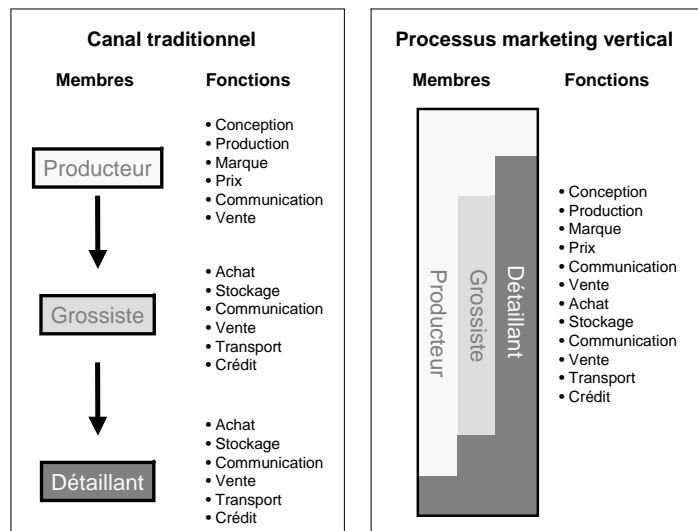 Canal traditionnel
Membres
Fonctions
Producteur
• Conception
• Production
• Marque
• Prix
• Communication
• Vente
Grossiste
• Achat
• Stockage
• Communication
• Vente
• Transport
• Crédit
Détaillant
• Achat
• Stockage
• Communication
• Vente
• Transport
• Crédit
Processus marketing vertical
Membres
Fonctions
Producteur
Grossiste
Détaillant
• Conception
• Production
• Marque
• Prix
• Communication
• Vente
• Achat
• Stockage
• Communication
• Vente
• Transport
• Crédit